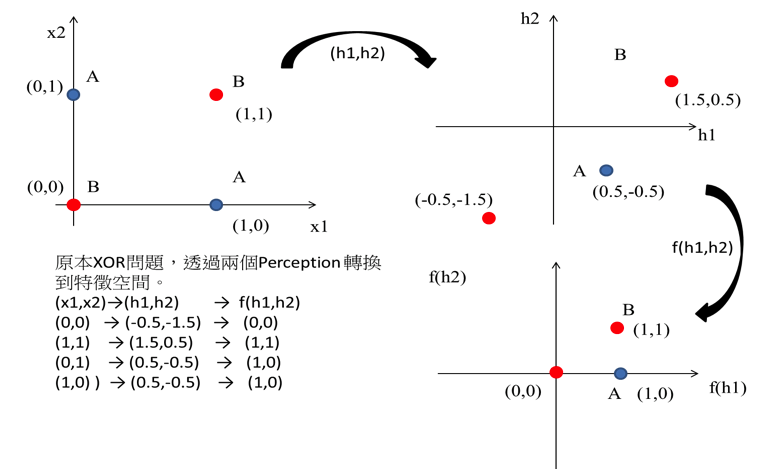 x2
A
(0,1)
B
(1,1)
(0,0)
B
A
(1,0)
x1
(h1,h2)
h2
B
(1.5,0.5)
h1
A
(0.5,-0.5)
(-0.5,-1.5)
f(h1,h2)
原本XOR問題，透過兩個Perception 轉換
到特徵空間。
(x1,x2)→(h1,h2) → f(h1,h2)
(0,0) → (-0.5,-1.5) → (0,0)
(1,1) → (1.5,0.5) → (1,1)
(0,1) → (0.5,-0.5) → (1,0)
(1,0) ) → (0.5,-0.5) → (1,0)
f(h2)
B
(1,1)
(0,0)
A (1,0)
f(h1)